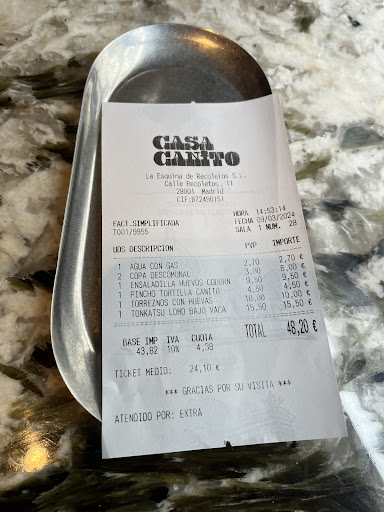 CASA
CANITO
La Esquina de Recoletos S.L.
Calle Recoletos, 11
28001 Madrid
CIF:B72496151
HORA 14:53:14
FACT.SIMPLIFICADA FECHA 09/03/2024
T001/9955 SALA 1 NUM. 28
UDS DESCRIPCION PVP IMPORTE
1 AGUA CON GAS 2,70 2,70 €
2 COPA DESCOMUNAL 3,00 6,00 €
1 ENSALADILLA HUEVOS CODORN 9,50 9,50 €
1 PINCHO TORTILLA CANITO 4,50 4,50 €
1 TORREZNOS CON HUEVAS 10,00 10,00 €
1 TONKATSU LOMO BAJO VACA 15,50 15,50 €
BASE IMP IVA CUOTA TOTAL 48,20 €
43,82 10% 4,38
TICKET MEDIO: 24,10 €
*** GRACIAS POR SU VISITA ***
ATENDIDO POR: EXTRA